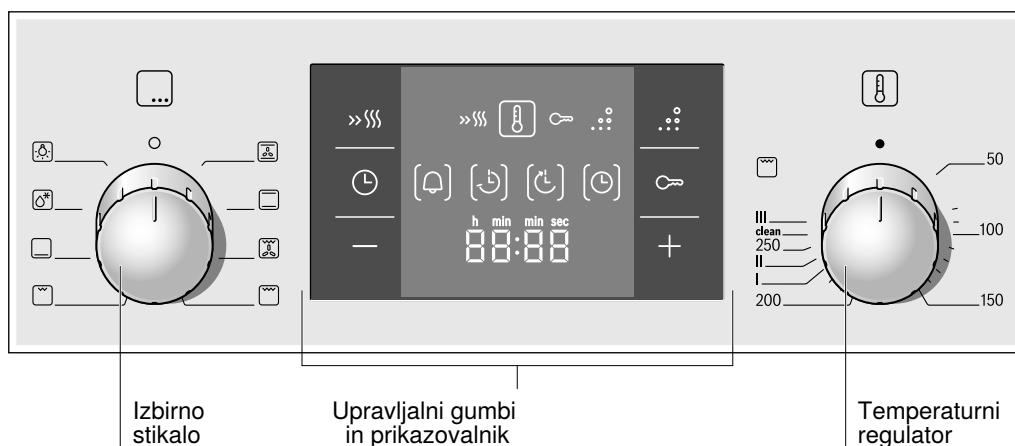 h min min sec
88:88
50
100
150
III
clean
250
II
I
200
Izbirno
stikalo
Upravljalni gumbi
in prikazovalnik
Temperaturni
regulator